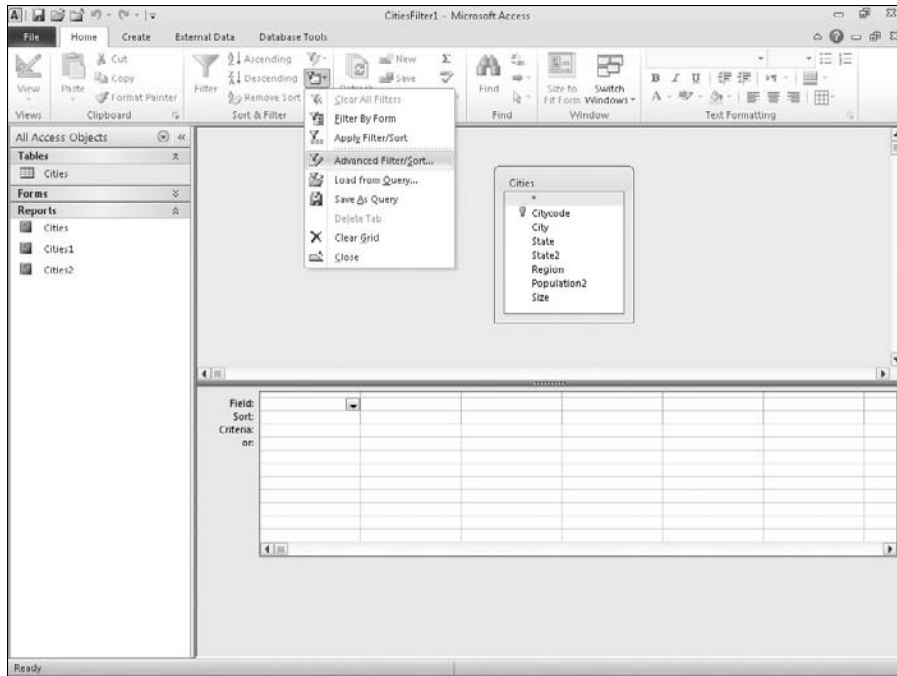 CitiesFilter1 - Microsoft Access
File Home Create External Data Database Tools
View
Views
Paste
Cut
Copy
Format Painter
Clipboard
Filter
Ascending
Descending
Remove Sort
Sort & Filter
New
Save
Find
Find
Size to
Fit Form
Switch
Windows
Window
B I U
A
Text Formatting
Clear All Filters
Filter By Form
Apply Filter/Sort
Advanced Filter/Sort...
Load from Query...
Save As Query
Delete Tab
Clear Grid
Close
All Access Objects
Tables
Cities
Forms
Reports
Cities
Cities1
Cities2
Cities
*
Citycode
City
State
State2
Region
Population2
Size
Field:
Sort:
Criteria:
or:
Ready